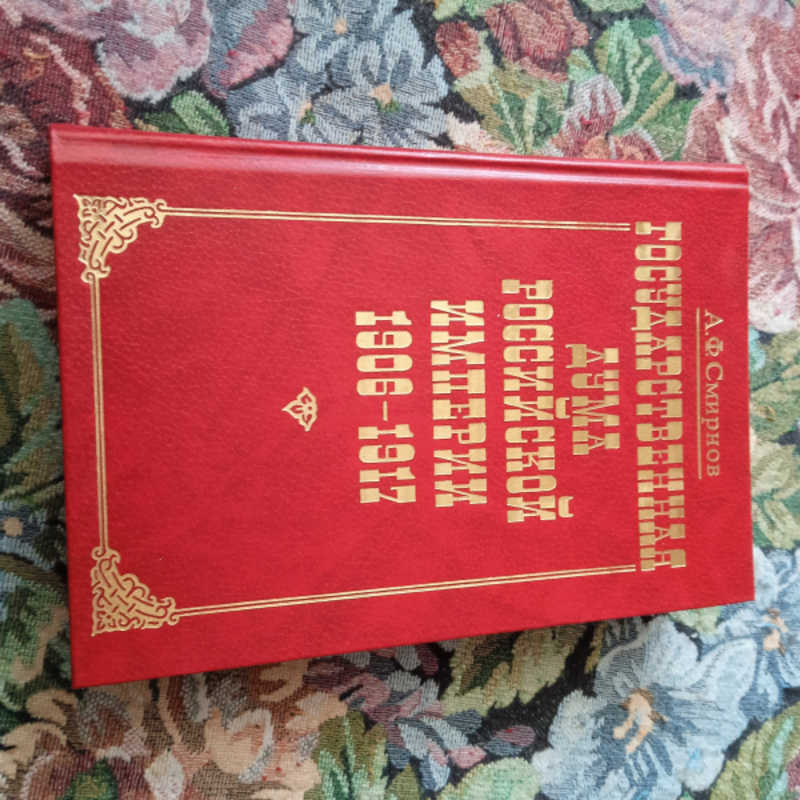 А.Ф.Смирнов
ГОСУДАРСТВЕННАЯ
ДУМА
РОССИЙСКОЙ
ИМПЕРИИ
1906–1917